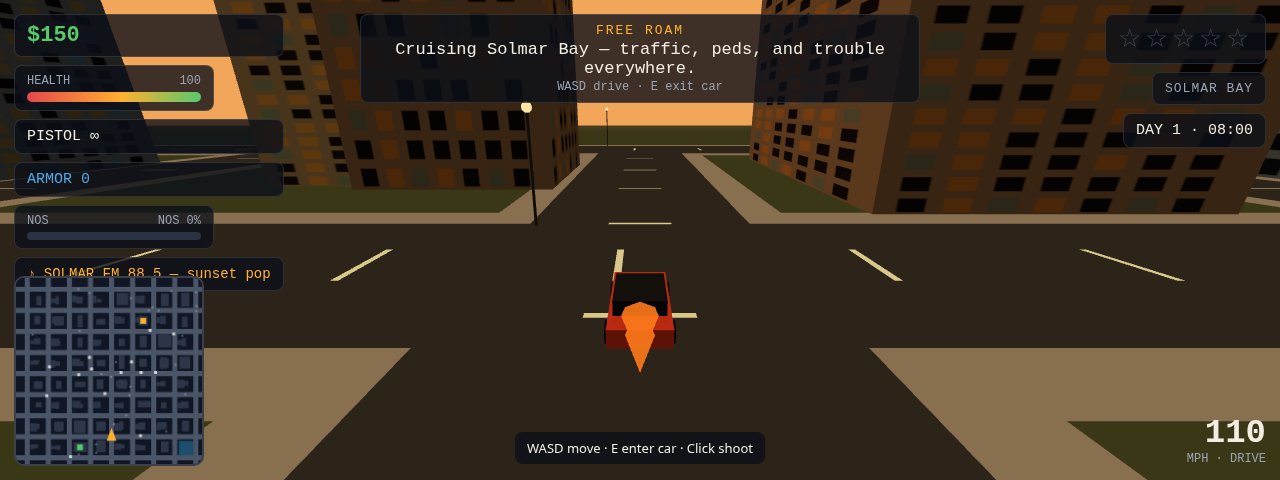 $150
HEALTH 100
PISTOL ∞
ARMOR 0
NOS NOS 0%
♪ SOLMAR FM 88.5 — sunset pop
FREE ROAM
Cruising Solmar Bay — traffic, peds, and trouble
everywhere.
WASD drive · E exit car
☆☆☆☆☆
SOLMAR BAY
DAY 1 · 08:00
WASD move · E enter car · Click shoot
110
MPH · DRIVE